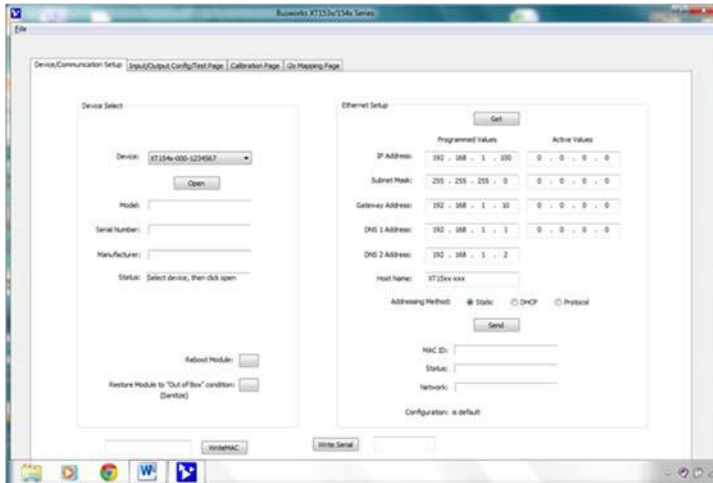 Busworks XT153x/154x Series
File
Device/Communication Setup Input/Output Config/Test Page Calibration Page i2o Mapping Page
Device Select
Device: XT154x-000-1234567
Open
Model:
Serial Number:
Manufacturer:
Status: Select device, then click open
Reboot Module:
Restore Module to "Out of Box" condition:
(Sanitize)
Ethernet Setup
Get
Programmed Values Active Values
IP Address: 192 . 168 . 1 . 100 0 . 0 . 0 . 0
Subnet Mask: 255 . 255 . 255 . 0 0 . 0 . 0 . 0
Gateway Address: 192 . 168 . 1 . 10 0 . 0 . 0 . 0
DNS 1 Address: 192 . 168 . 1 . 1 0 . 0 . 0 . 0
DNS 2 Address: 192 . 168 . 1 . 2
Host Name: XT15xx-xxx
Addressing Method: Static DHCP Protocol
Send
MAC ID:
Status:
Network:
Configuration: is default
WriteMAC Write Serial